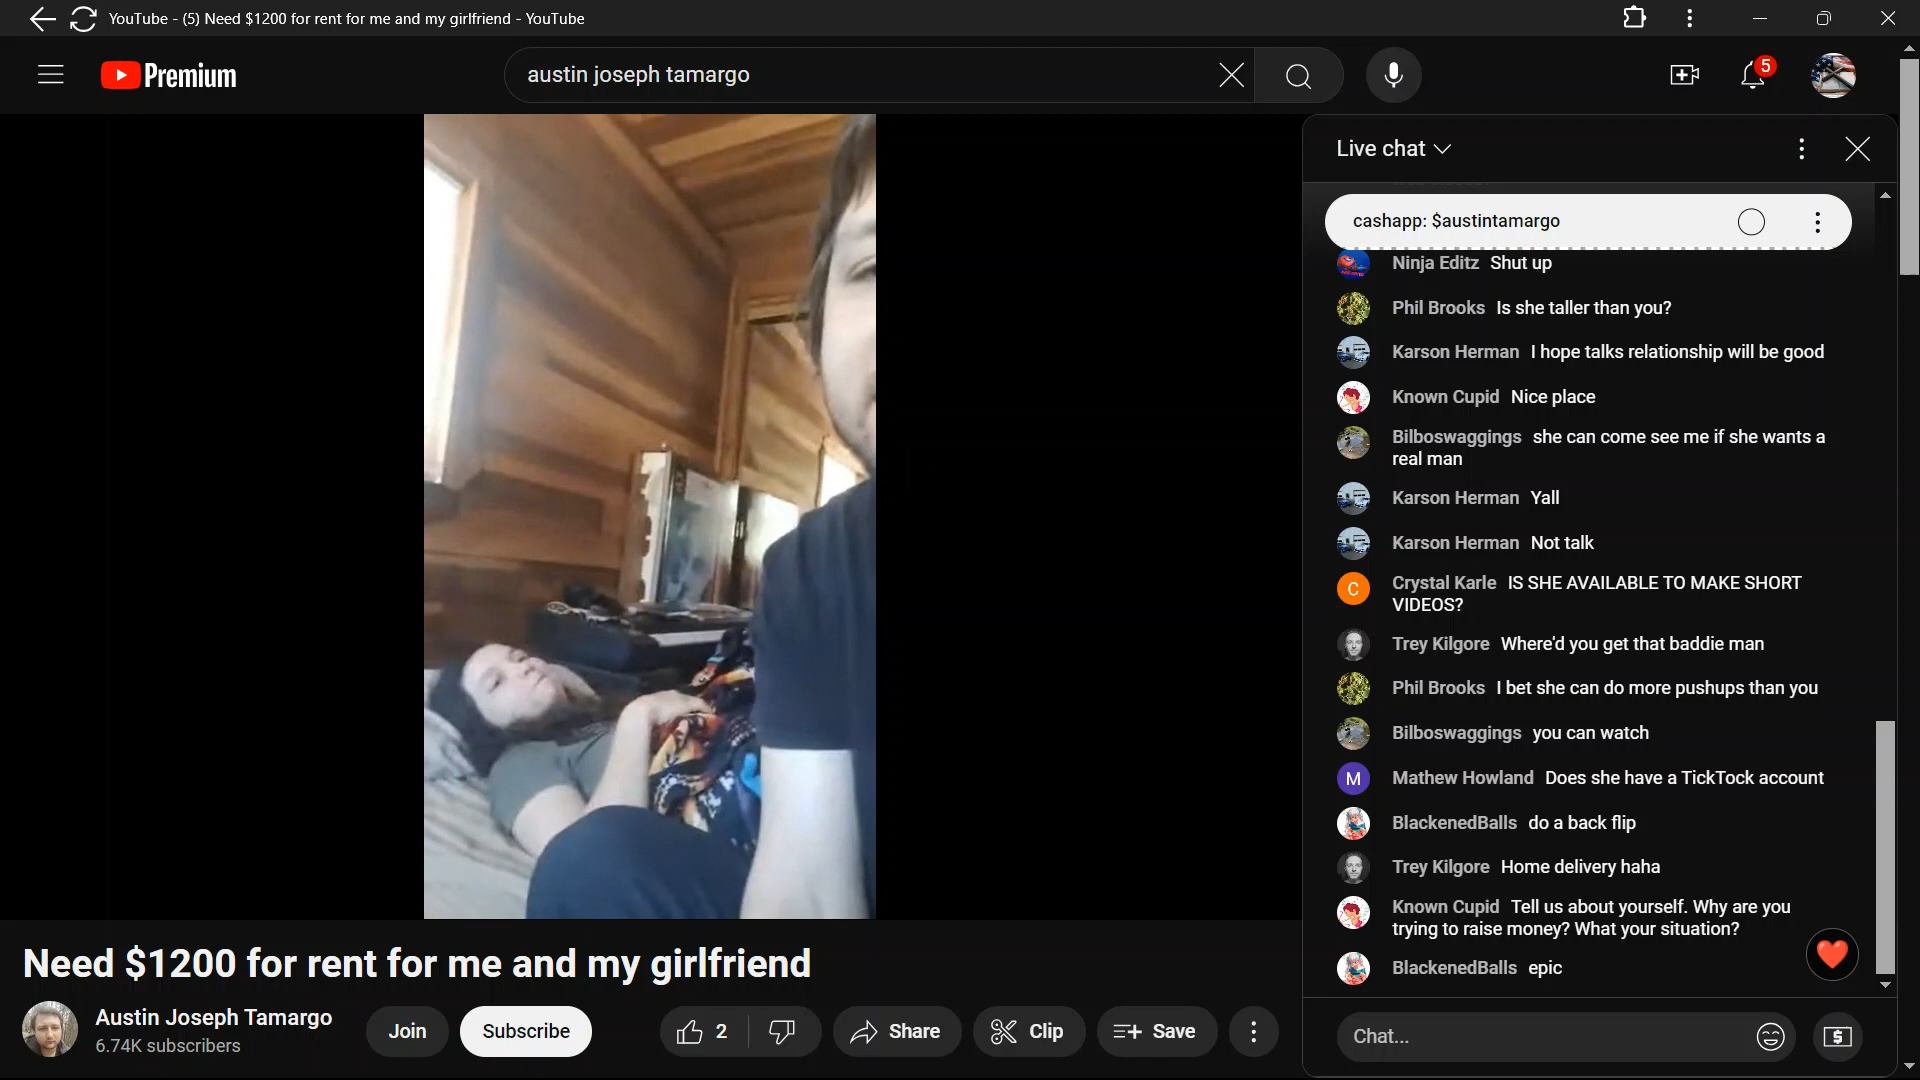 YouTube - (5) Need $1200 for rent for me and my girlfriend - YouTube
Premium
austin joseph tamargo
5
Live chat
cashapp: $austintamargo
Ninja Editz Shut up
Phil Brooks Is she taller than you?
Karson Herman I hope talks relationship will be good
Known Cupid Nice place
Bilboswaggings she can come see me if she wants a
real man
Karson Herman Yall
Karson Herman Not talk
C
Crystal Karle IS SHE AVAILABLE TO MAKE SHORT
VIDEOS?
Trey Kilgore Where'd you get that baddie man
Phil Brooks I bet she can do more pushups than you
Bilboswaggings you can watch
M
Mathew Howland Does she have a TickTock account
BlackenedBalls do a back flip
Trey Kilgore Home delivery haha
Known Cupid Tell us about yourself. Why are you
trying to raise money? What your situation?
BlackenedBalls epic
Chat...
Need $1200 for rent for me and my girlfriend
Austin Joseph Tamargo
6.74K subscribers
Join
Subscribe
2
Share
Clip
Save